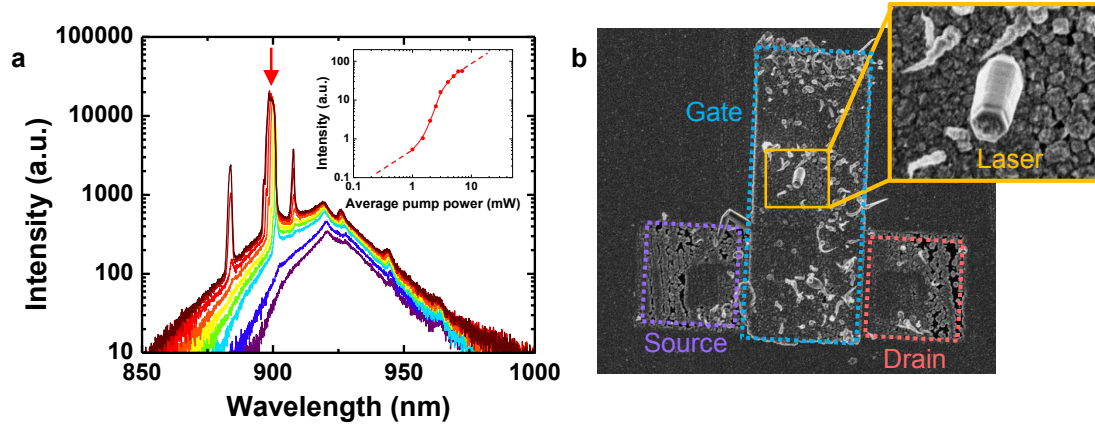 a
Intensity (a.u.)
100000
10000
1000
100
10
850
900
950
1000
Wavelength (nm)
Intensity (a.u.)
100
10
1
0.1
0.1
1
10
Average pump power (mW)
b
Gate
Laser
Source
Drain